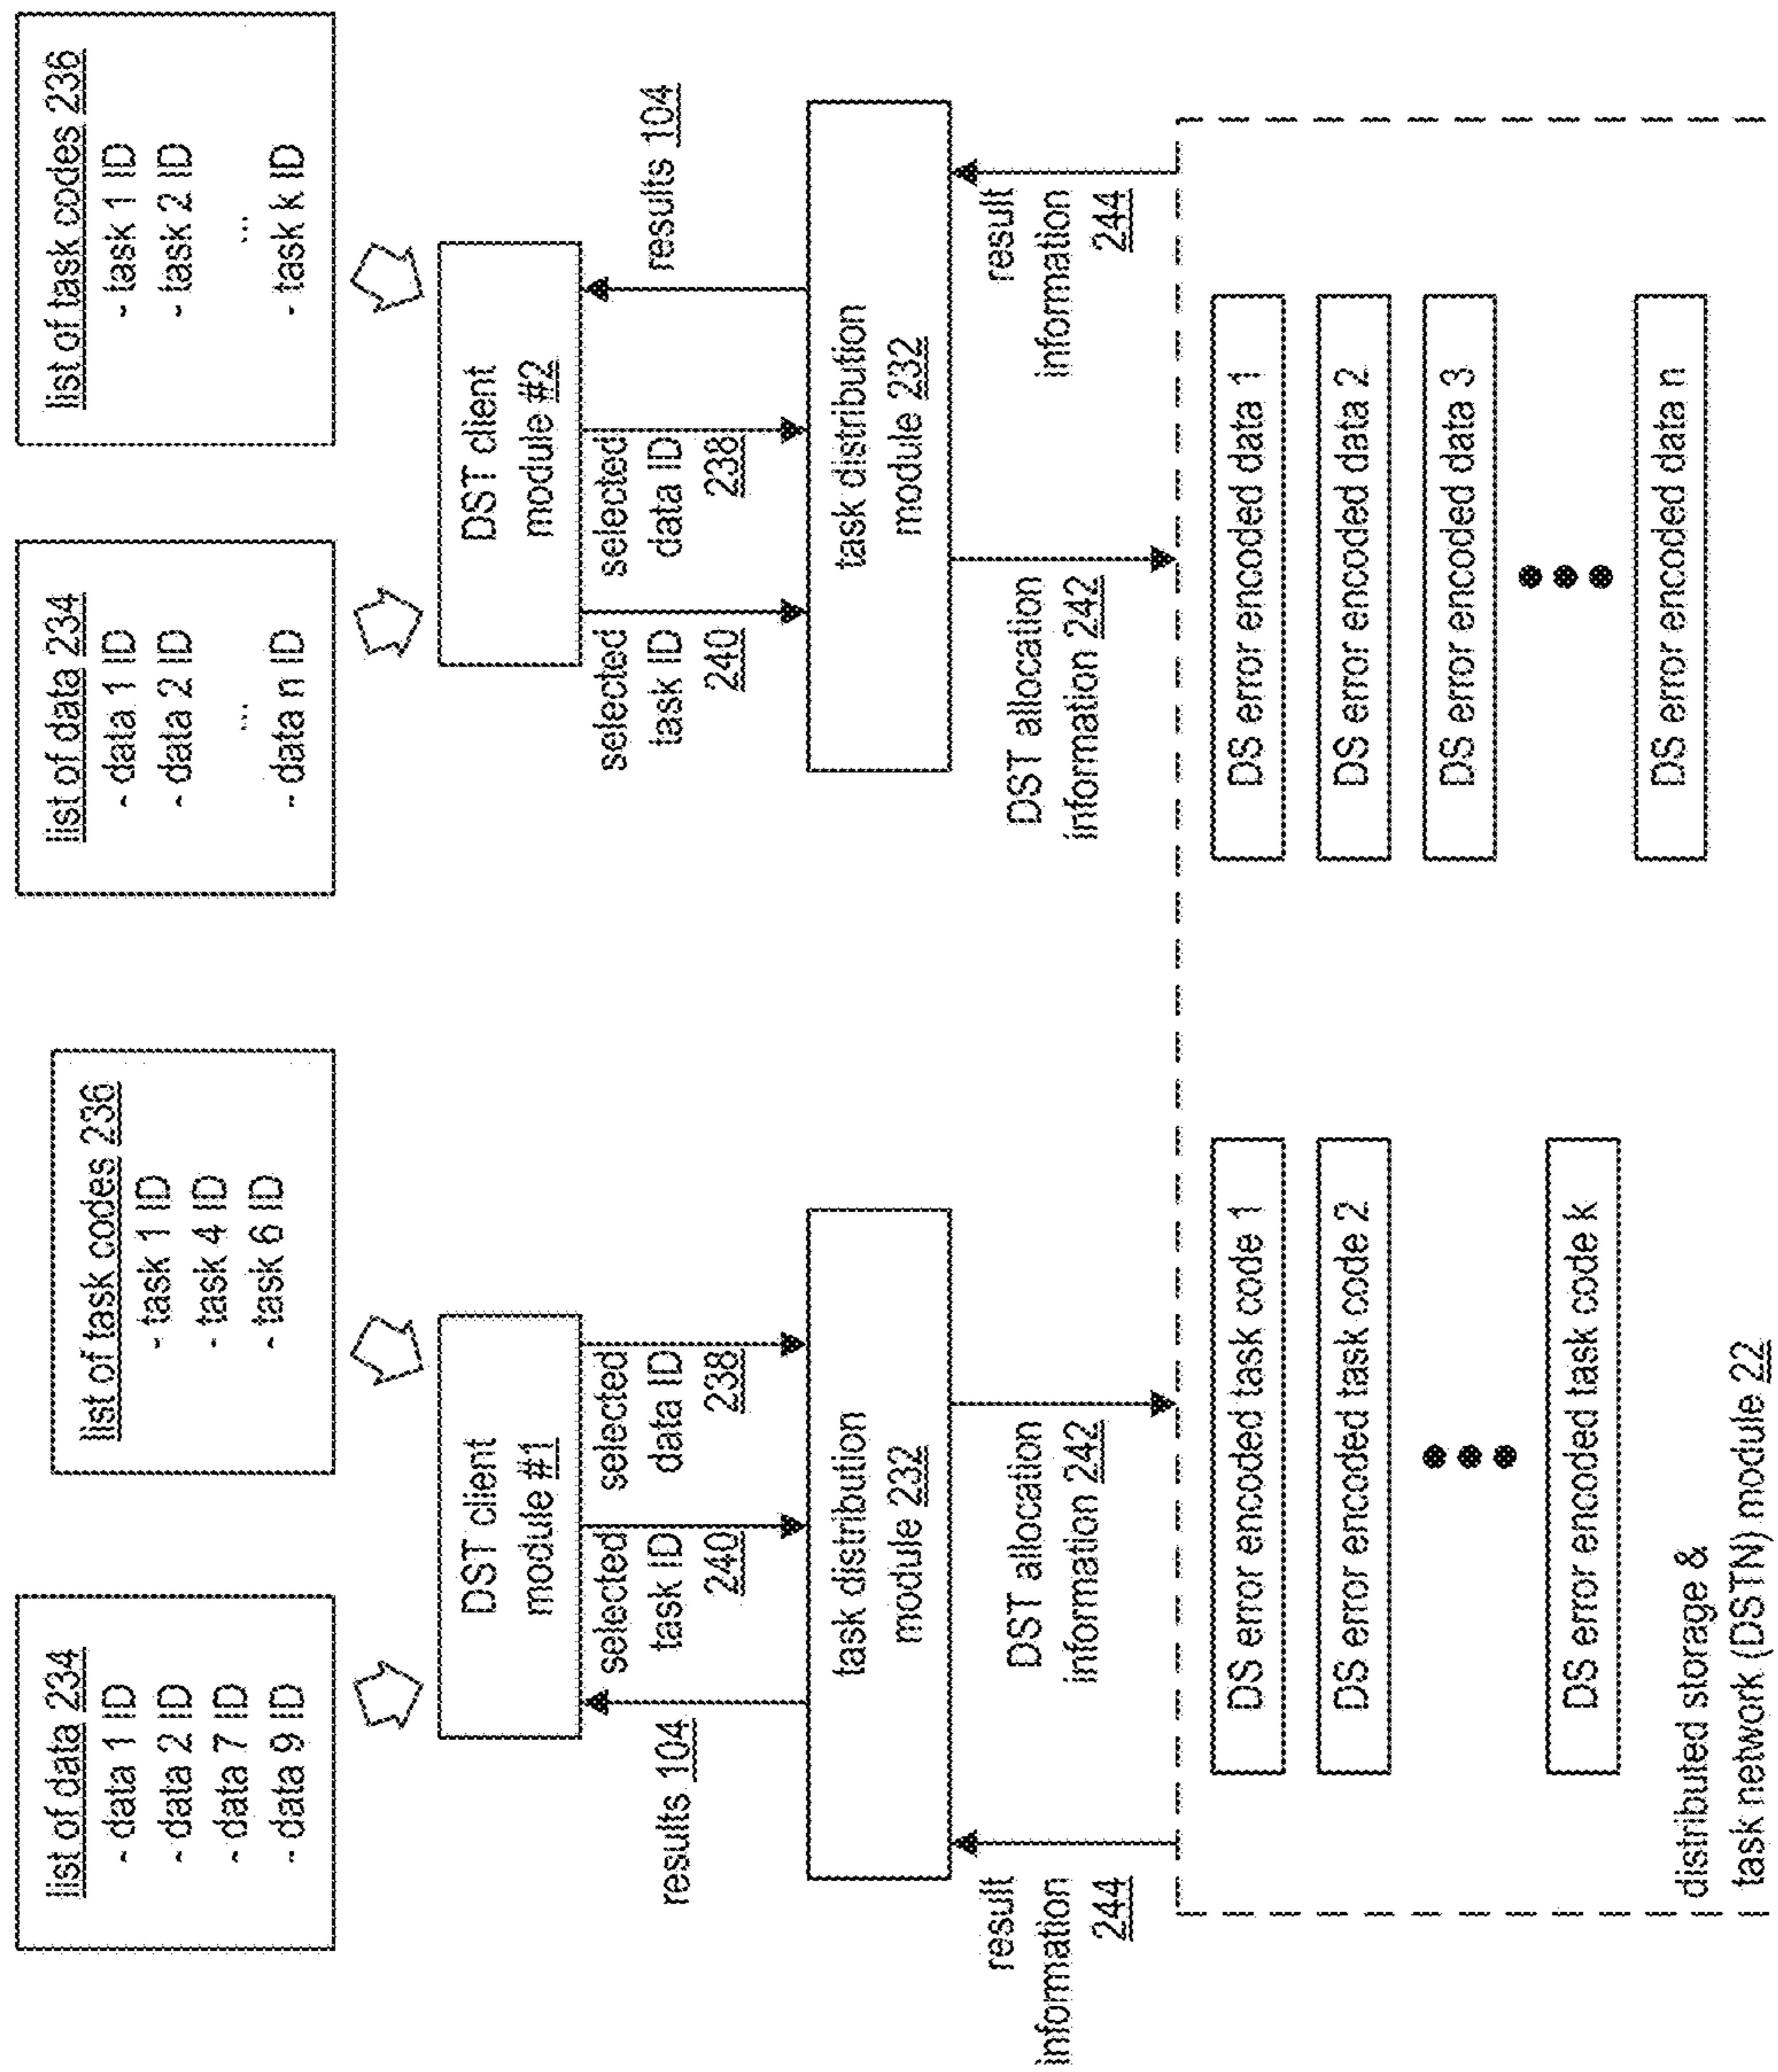 list of data 234
- data 1 ID
- data 2 ID
- data 7 ID
- data 9 ID
list of task codes 236
- task 1 ID
- task 4 ID
- task 6 ID
list of data 234
- data 1 ID
- data 2 ID
...
- data n ID
list of task codes 236
- task 1 ID
- task 2 ID
...
- task k ID
DST client
module #1
DST client
module #2
results 104
selected
task ID
240
selected
data ID
238
selected
task ID
240
selected
data ID
238
results 104
task distribution
module 232
task distribution
module 232
result
information
244
DST allocation
information 242
DST allocation
information 242
result
information
244
DS error encoded task code 1
DS error encoded task code 2
DS error encoded task code k
DS error encoded data 1
DS error encoded data 2
DS error encoded data 3
DS error encoded data n
distributed storage &
task network (DSTN) module 22